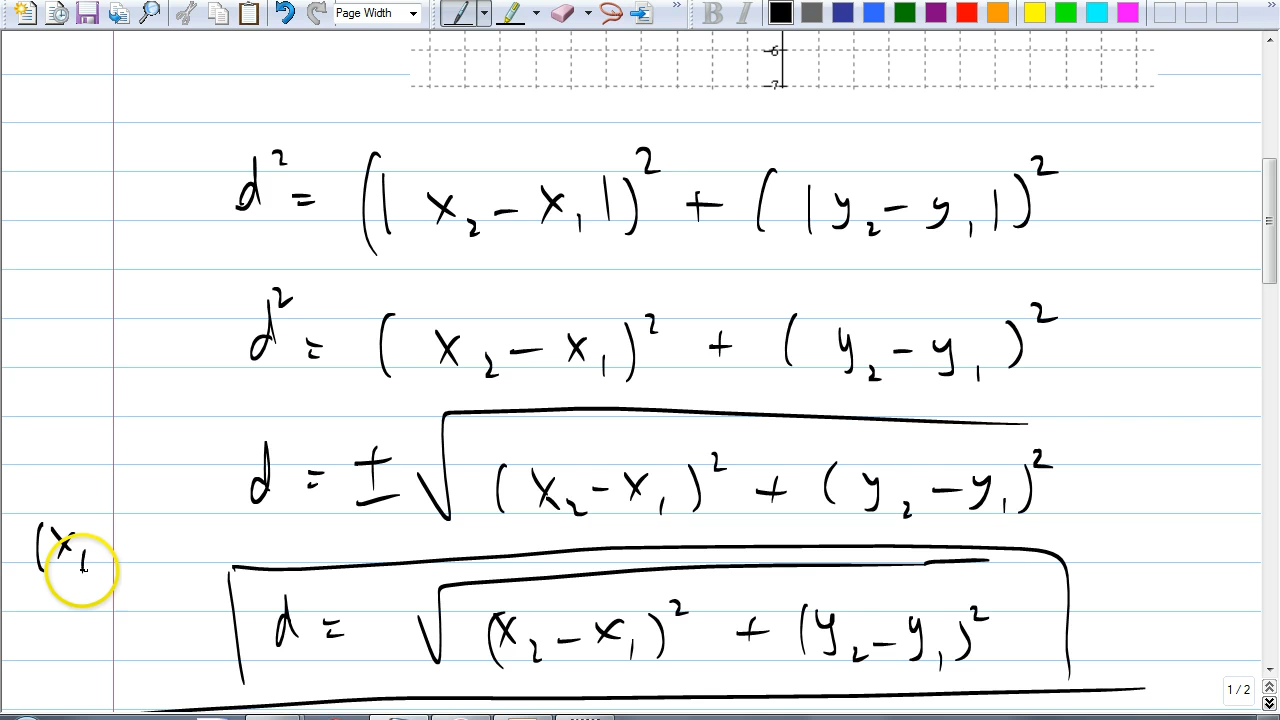 Page Width
B I
-6
-7
d² = (|x₂ - x₁|)² + (|y₂ - y₁|)²
d² = (x₂ - x₁)² + (y₂ - y₁)²
d = ±√((x₂ - x₁)² + (y₂ - y₁)²)
(x₁
d = √((x₂ - x₁)² + (y₂ - y₁)²)
1 / 2